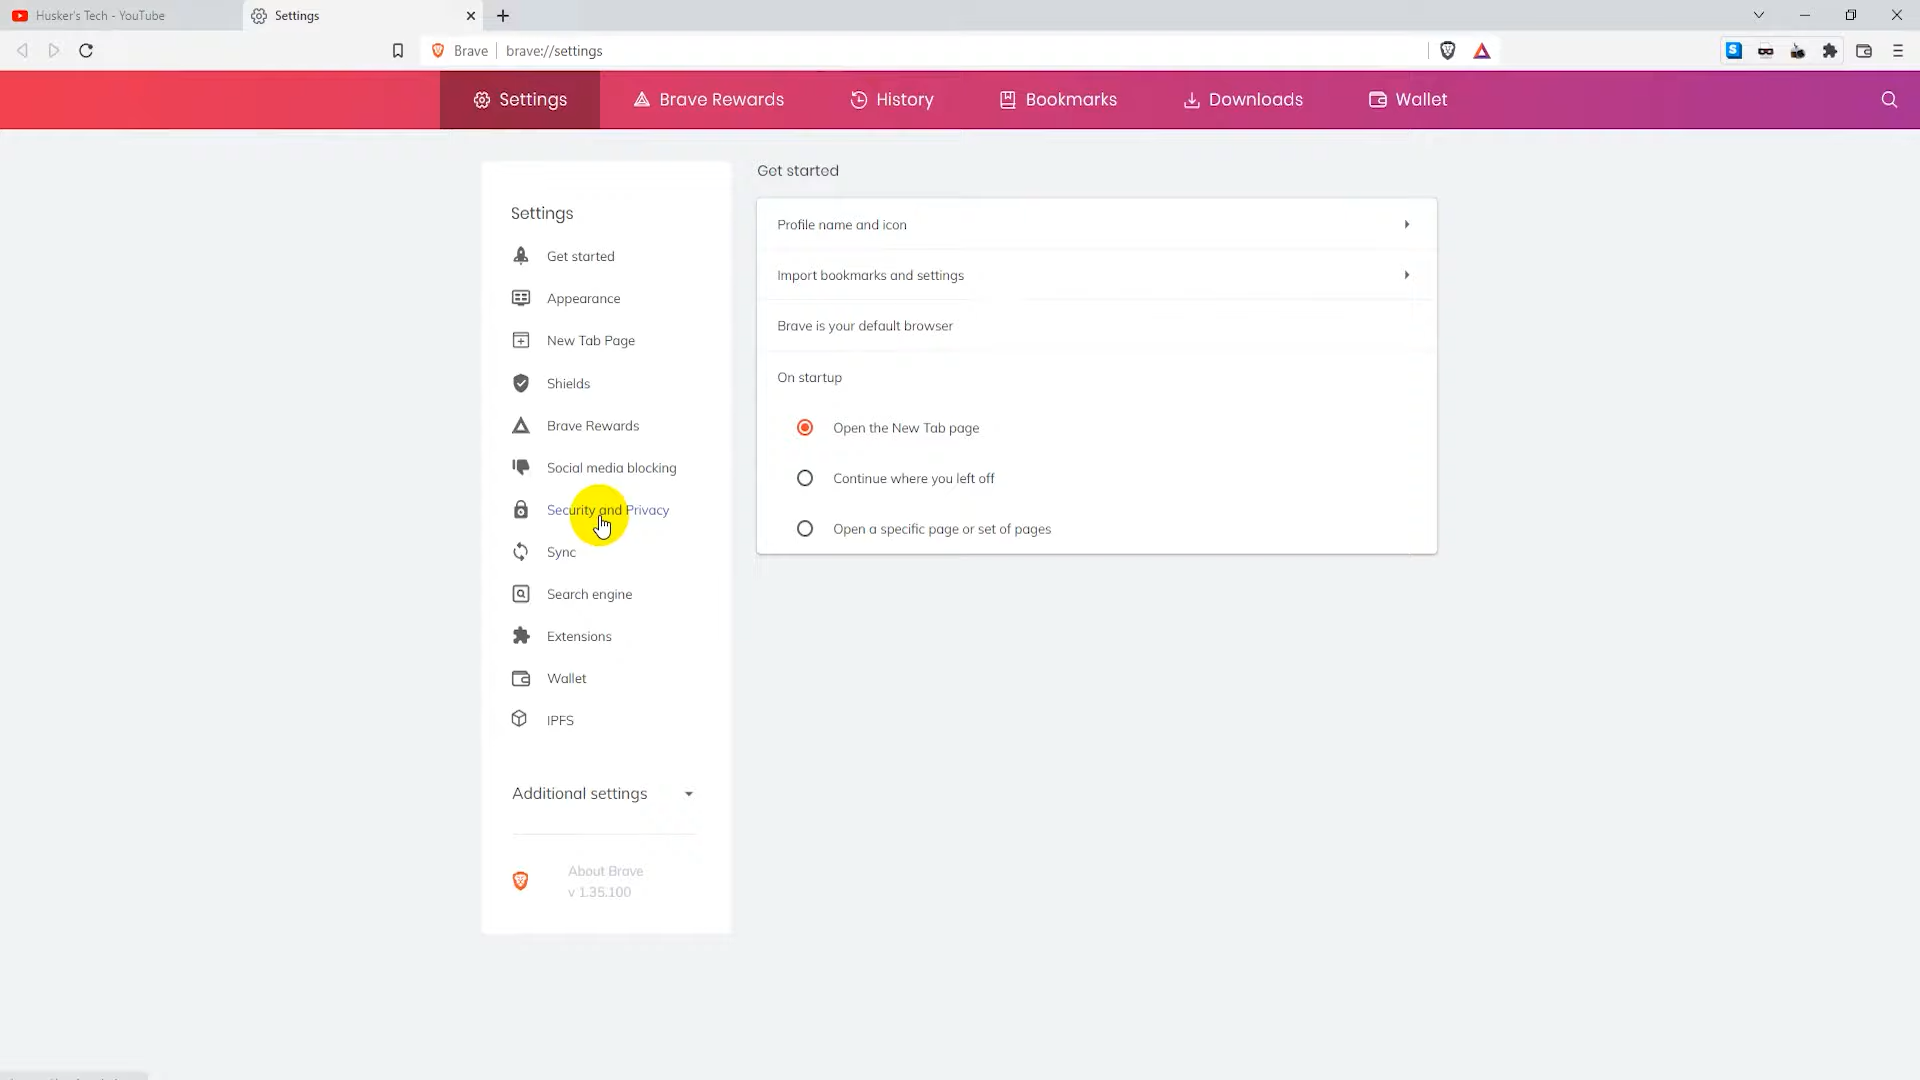 Husker's Tech - YouTube
Settings
Brave
brave://settings
S
Settings
Brave Rewards
History
Bookmarks
Downloads
Wallet
Settings
Get started
Appearance
New Tab Page
Shields
Brave Rewards
Social media blocking
Security and Privacy
Sync
Search engine
Extensions
Wallet
IPFS
Additional settings
About Brave
v 1.35.100
Get started
Profile name and icon
Import bookmarks and settings
Brave is your default browser
On startup
Open the New Tab page
Continue where you left off
Open a specific page or set of pages